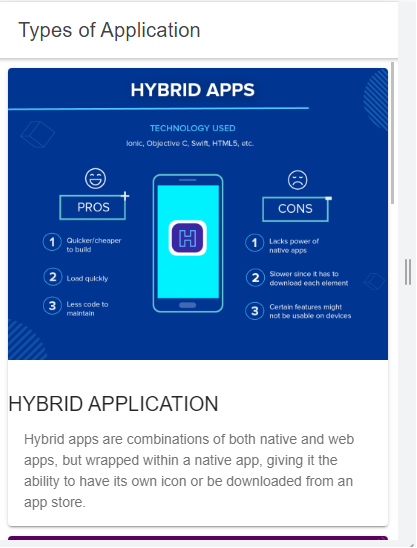 Types of Application
HYBRID APPS
TECHNOLOGY USED
Ionic, Objective C, Swift, HTML5, etc.
PROS
+
1 Quicker/cheaper
to build
2 Load quickly
3 Less code to
maintain
H
CONS
-
1 Lacks power of
native apps
2 Slower since it has to
download each element
3 Certain features might
not be usable on devices
HYBRID APPLICATION
Hybrid apps are combinations of both native and web
apps, but wrapped within a native app, giving it the
ability to have its own icon or be downloaded from an
app store.